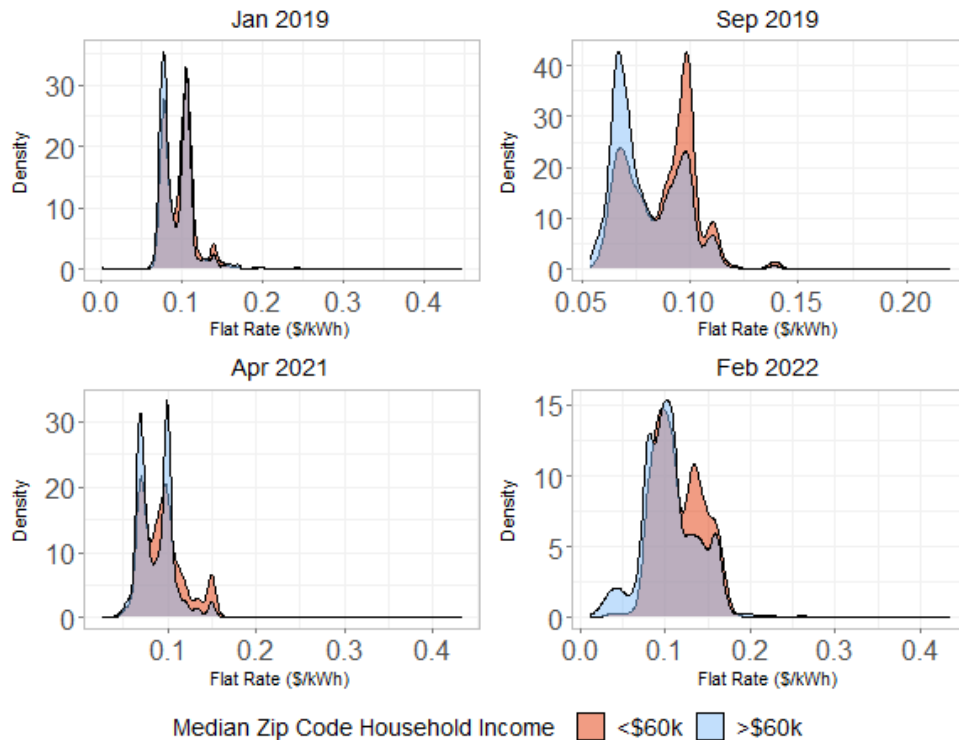 Jan 2019
Density
30
20
10
0
0.0 0.1 0.2 0.3 0.4
Flat Rate ($/kWh)
Sep 2019
Density
40
30
20
10
0
0.05 0.10 0.15 0.20
Flat Rate ($/kWh)
Apr 2021
Density
30
20
10
0
0.1 0.2 0.3 0.4
Flat Rate ($/kWh)
Feb 2022
Density
15
10
5
0
0.0 0.1 0.2 0.3 0.4
Flat Rate ($/kWh)
Median Zip Code Household Income <$60k >$60k